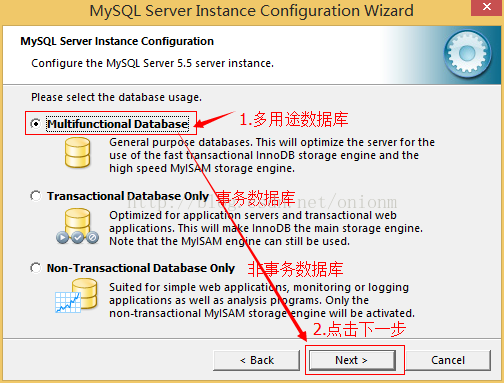 MySQL Server Instance Configuration Wizard
MySQL Server Instance Configuration
Configure the MySQL Server 5.5 server instance.
Please select the database usage.
Multifunctional Database
1.多用途数据库
General purpose databases. This will optimize the server for the
use of the fast transactional InnoDB storage engine and the
high speed MyISAM storage engine.
Transactional Database Only 事务数据库
Optimized for application servers and transactional web
applications. This will make InnoDB the main storage engine.
Note that the MyISAM engine can still be used.
Non-Transactional Database Only 非事务数据库
Suited for simple web applications, monitoring or logging
applications as well as analysis programs. Only the
non-transactional MyISAM storage engine will be activated.
2.点击下一步
< Back Next > Cancel